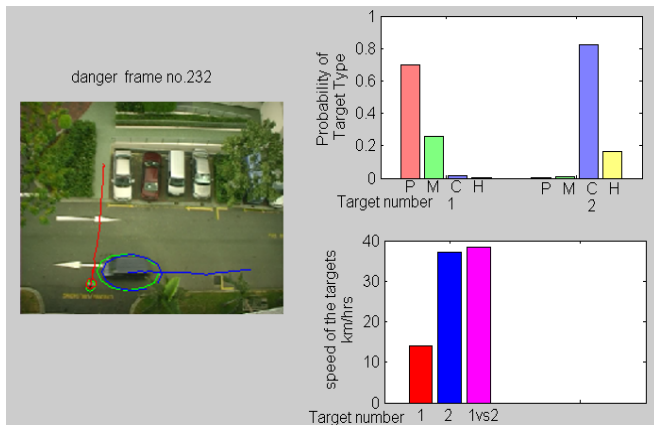 danger frame no.232
Probability of
Target Type
1
0.8
0.6
0.4
0.2
0
P M C H P M C H
Target number 1 2
speed of the targets
km/hrs
40
30
20
10
0
Target number 1 2 1vs2